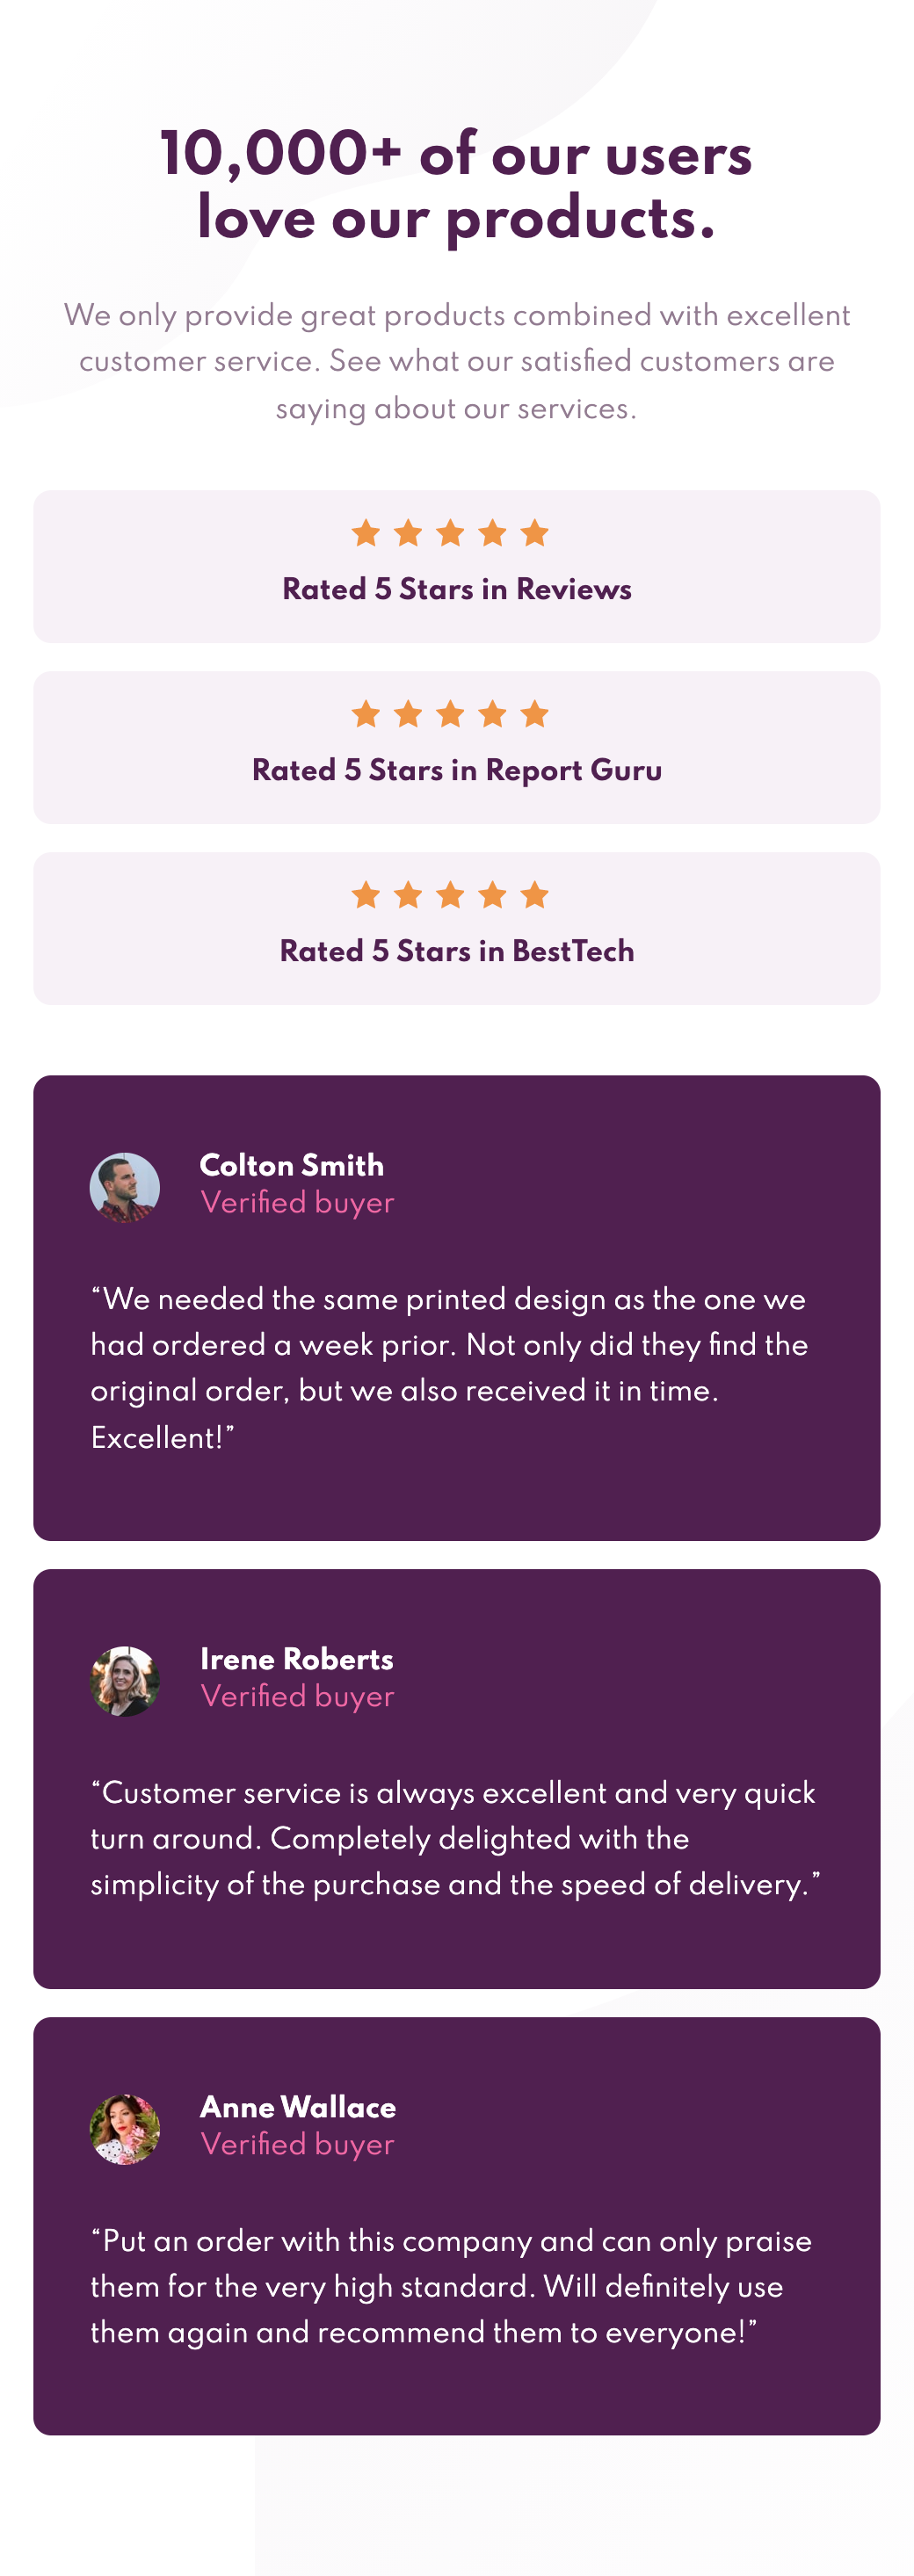 10,000+ of our users
love our products.
We only provide great products combined with excellent
customer service. See what our satisfied customers are
saying about our services.
Rated 5 Stars in Reviews
Rated 5 Stars in Report Guru
Rated 5 Stars in BestTech
Colton Smith
Verified buyer
“We needed the same printed design as the one we
had ordered a week prior. Not only did they find the
original order, but we also received it in time.
Excellent!”
Irene Roberts
Verified buyer
“Customer service is always excellent and very quick
turn around. Completely delighted with the
simplicity of the purchase and the speed of delivery.”
Anne Wallace
Verified buyer
“Put an order with this company and can only praise
them for the very high standard. Will definitely use
them again and recommend them to everyone!”